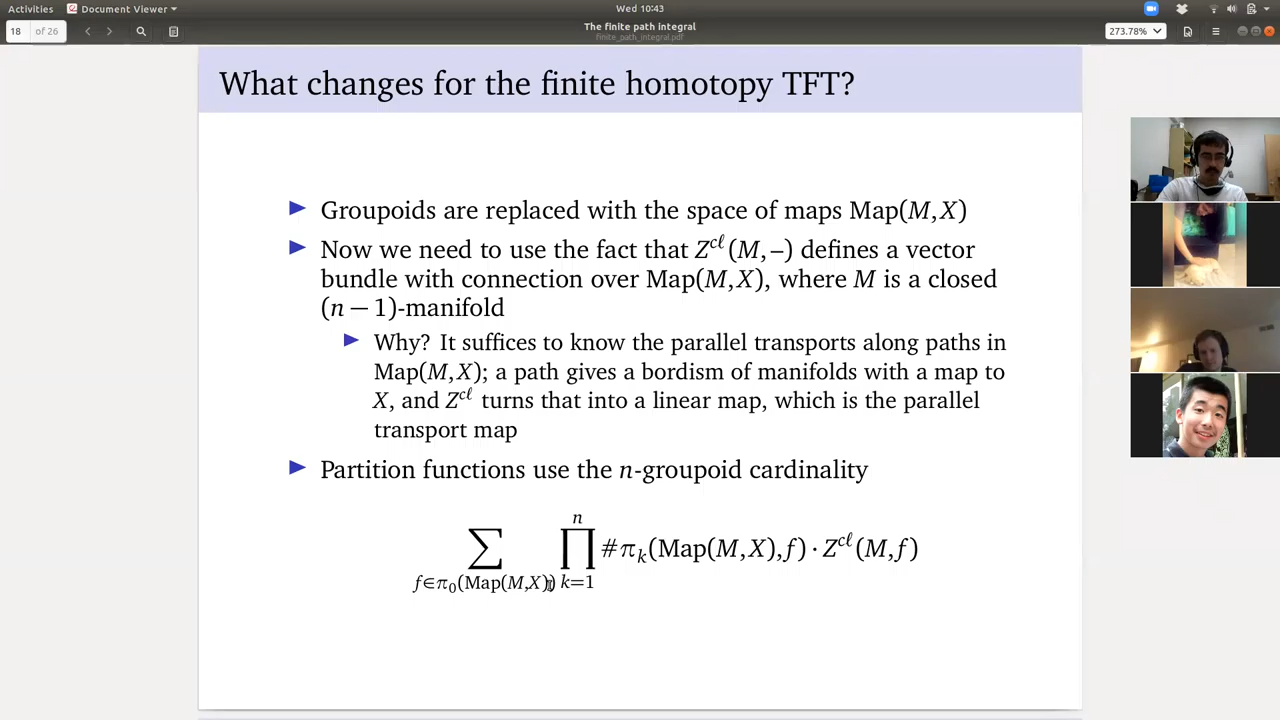 Activities Document Viewer Wed 10:43
The finite path integral
finite_path_integral.pdf
18 of 26 273.78%
What changes for the finite homotopy TFT?
Groupoids are replaced with the space of maps Map(M,X)
Now we need to use the fact that Z^{cℓ}(M,–) defines a vector
bundle with connection over Map(M,X), where M is a closed
(n − 1)-manifold
Why? It suffices to know the parallel transports along paths in
Map(M,X); a path gives a bordism of manifolds with a map to
X, and Z^{cℓ} turns that into a linear map, which is the parallel
transport map
Partition functions use the n-groupoid cardinality
∑_{f∈π_0(Map(M,X))} ∏_{k=1}^{n} #π_k(Map(M,X),f) · Z^{cℓ}(M,f)